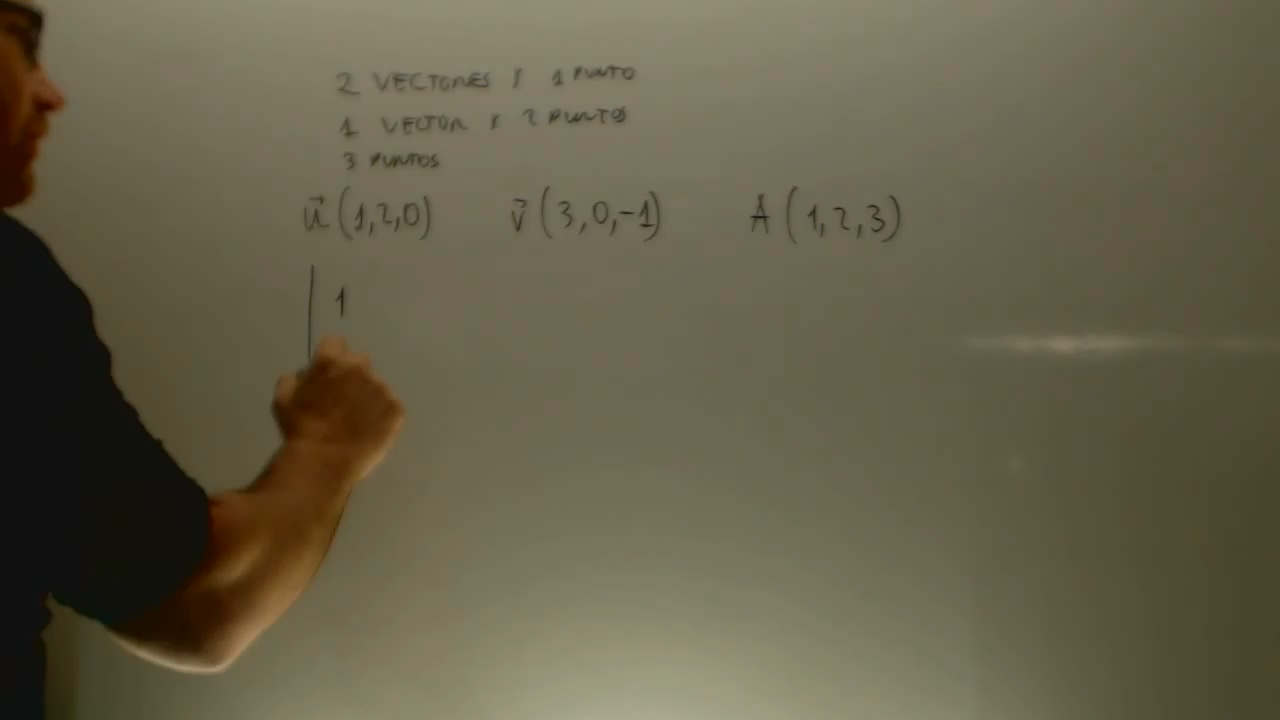 2 VECTORES Y 1 PUNTO
1 VECTOR Y 2 PUNTOS
3 PUNTOS
u⃗ (1,2,0) v⃗ (3,0,-1) A (1,2,3)
| 1